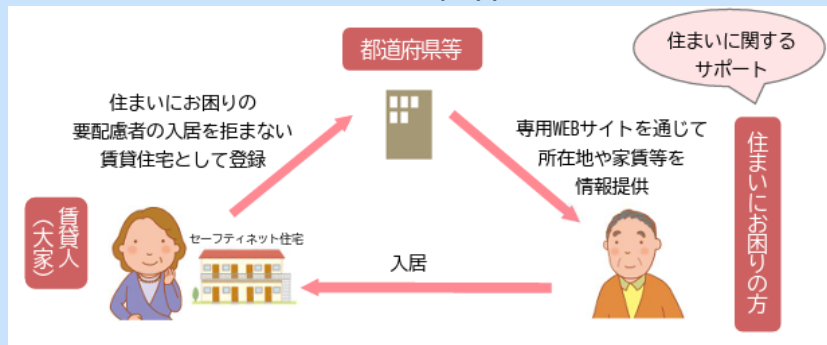 都道府県等
住まいに関する
サポート
住まいにお困りの
要配慮者の入居を拒まない
賃貸住宅として登録
専用WEBサイトを通じて
所在地や家賃等を
情報提供
賃貸人
（大家）
セーフティネット住宅
入居
住まいにお困りの方